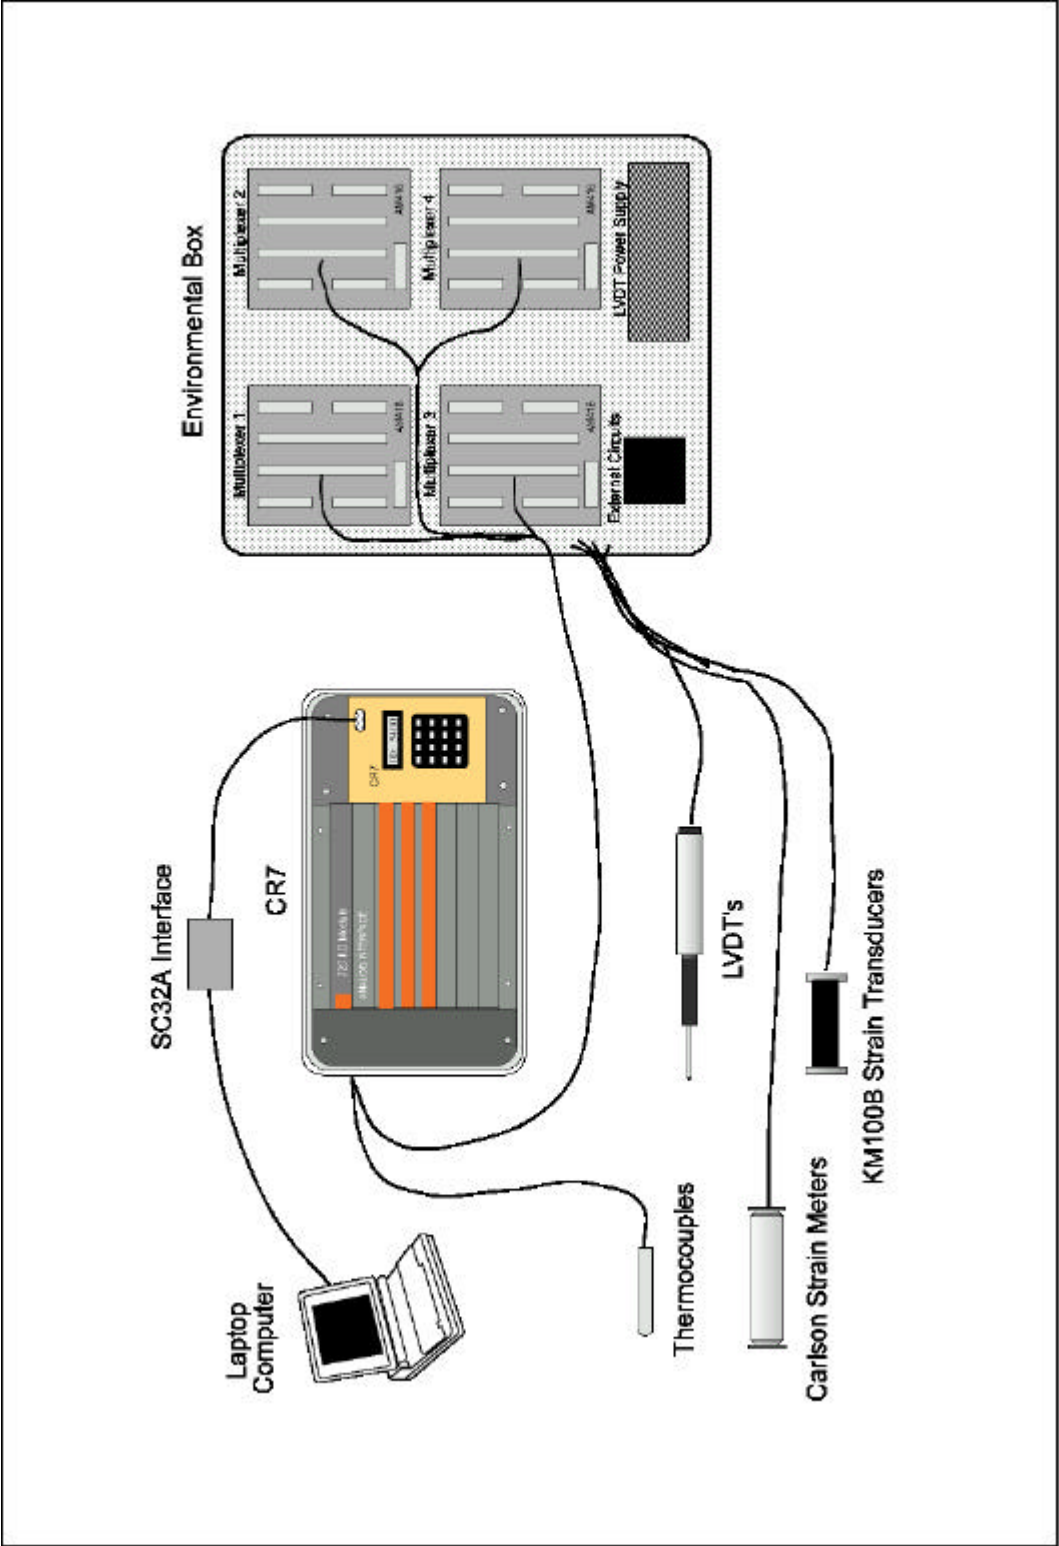 Environmental Box
Multiplexer 1
Multiplexer 2
AM416
AM416
Multiplexer 3
Multiplexer 4
AM416
AM416
External Circuits
LVDT Power Supply
SC32A Interface
CR7
CR7
Laptop
Computer
Thermocouples
LVDT's
Carlson Strain Meters
KM100B Strain Transducers